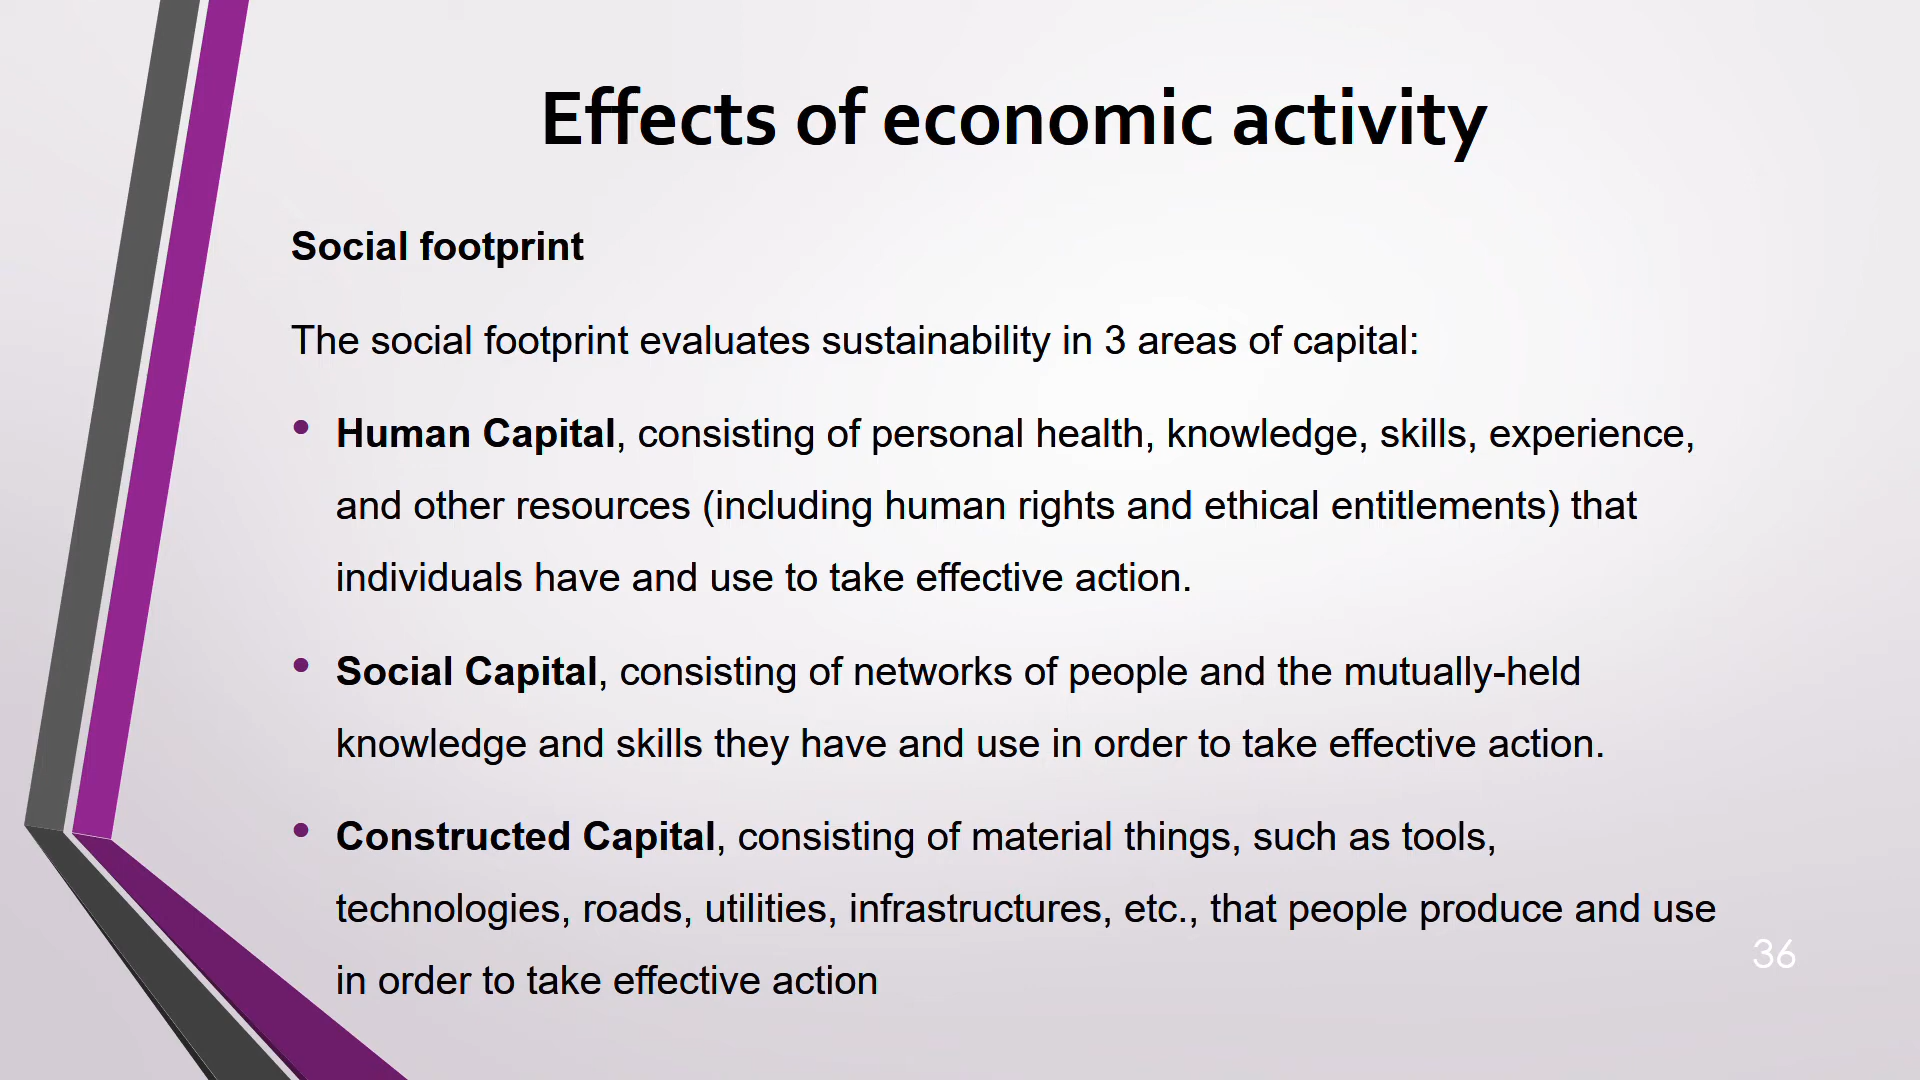 Effects of economic activity
Social footprint
The social footprint evaluates sustainability in 3 areas of capital:
• Human Capital, consisting of personal health, knowledge, skills, experience,
and other resources (including human rights and ethical entitlements) that
individuals have and use to take effective action.
• Social Capital, consisting of networks of people and the mutually-held
knowledge and skills they have and use in order to take effective action.
• Constructed Capital, consisting of material things, such as tools,
technologies, roads, utilities, infrastructures, etc., that people produce and use
in order to take effective action
36